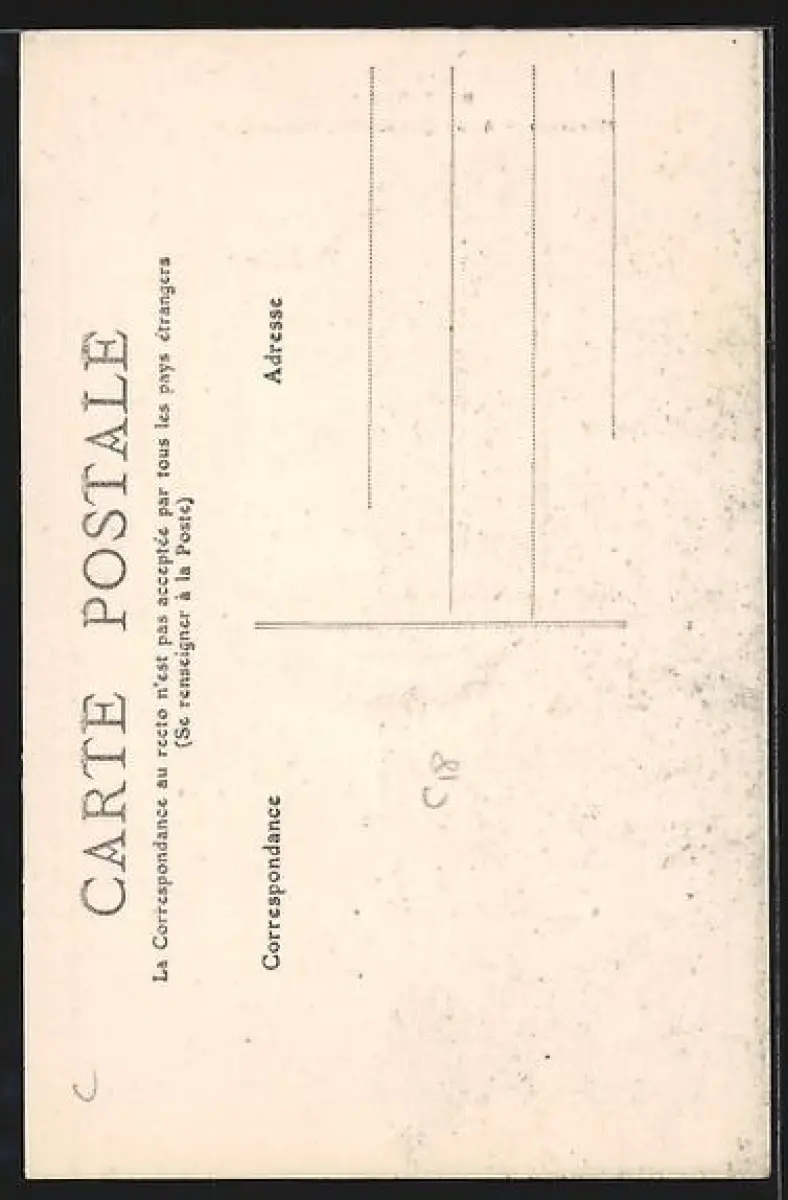 CARTE POSTALE
La Correspondance au recto n'est pas acceptée par tous les pays étrangers
(Se renseigner à la Poste)
Correspondance
Adresse
C18
C